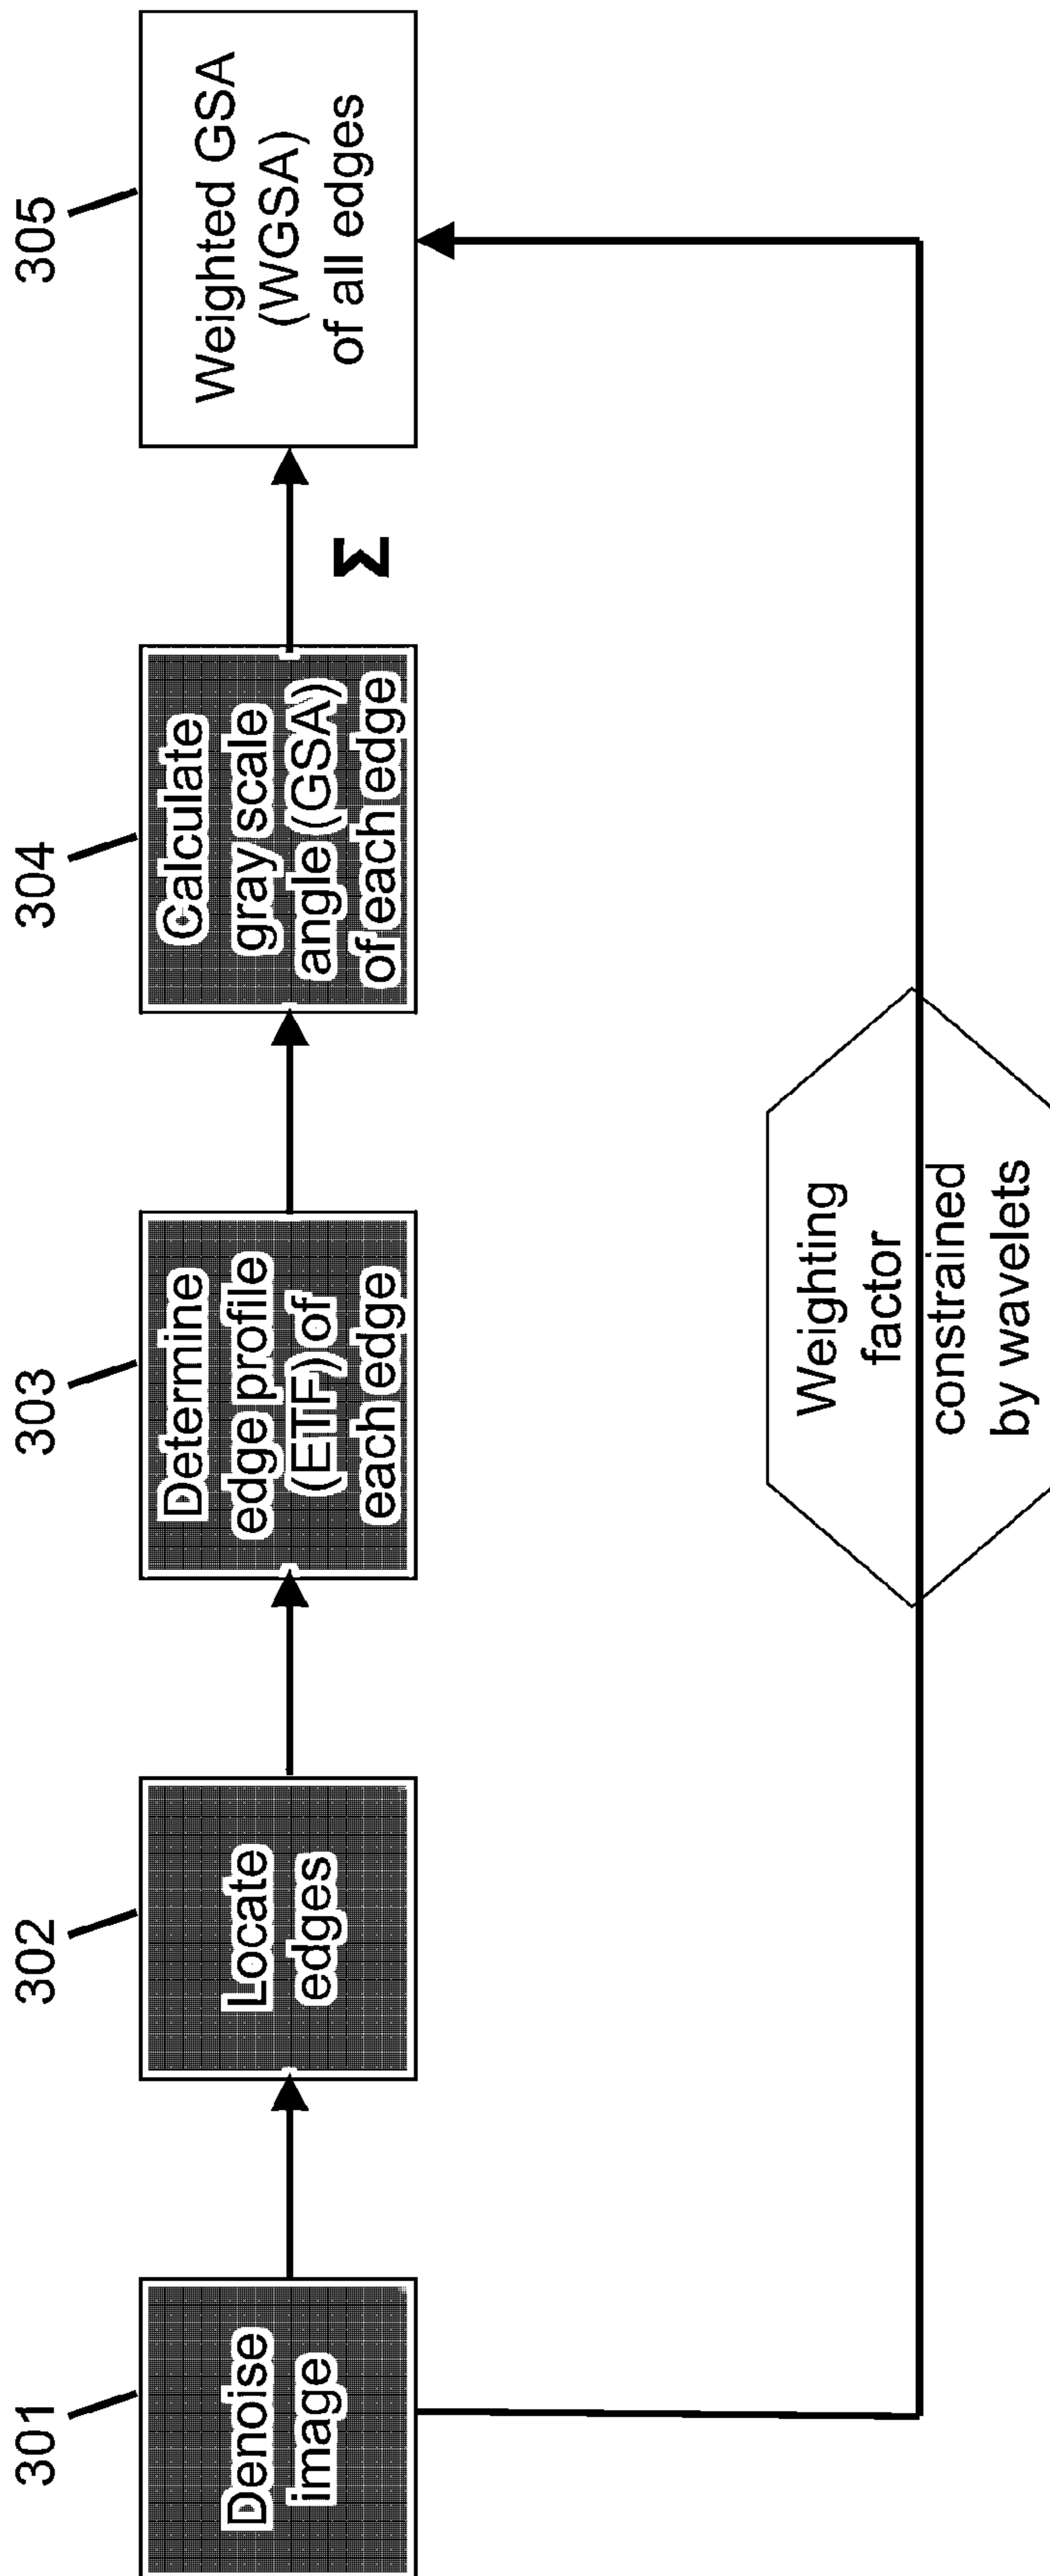 301
Denoise
image
302
Locate
edges
303
Determine
edge profile
(ETF) of
each edge
304
Calculate
gray scale
angle (GSA)
of each edge
Σ
305
Weighted GSA
(WGSA)
of all edges
Weighting
factor
constrained
by wavelets